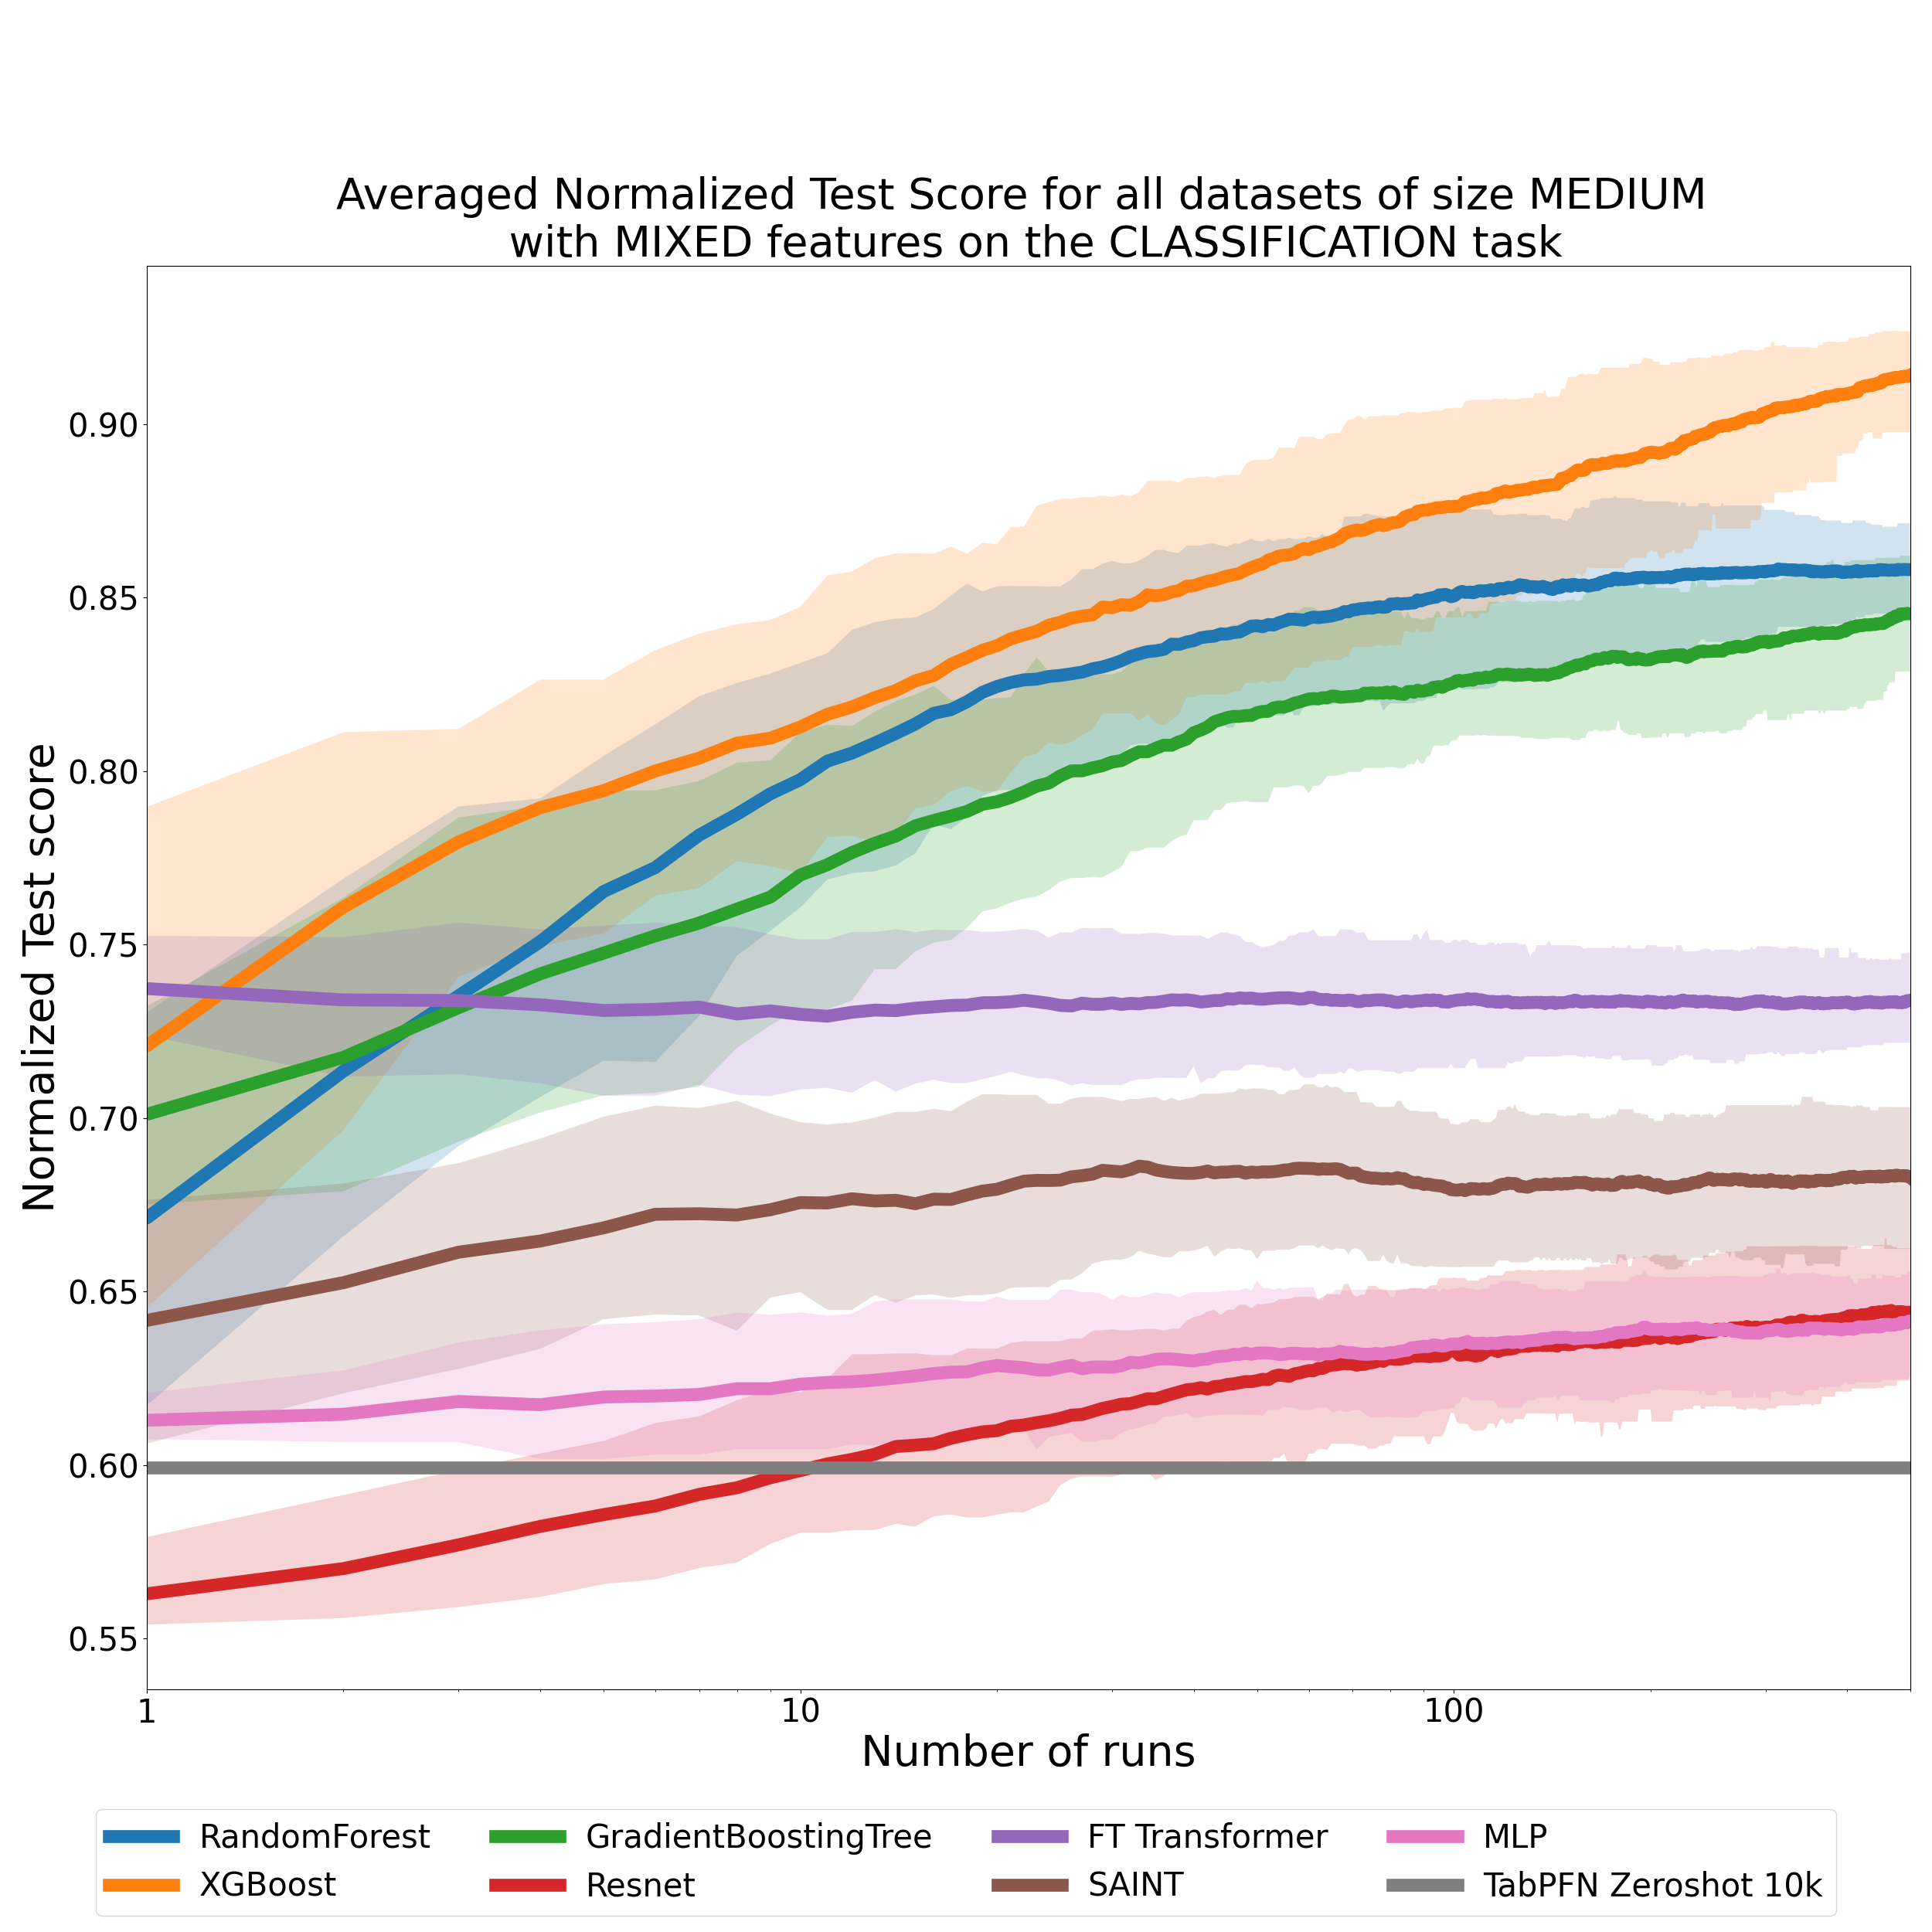 Averaged Normalized Test Score for all datasets of size MEDIUM
with MIXED features on the CLASSIFICATION task
Normalized Test score
0.90
0.85
0.80
0.75
0.70
0.65
0.60
0.55
1
10
100
Number of runs
RandomForest
XGBoost
GradientBoostingTree
Resnet
FT Transformer
SAINT
MLP
TabPFN Zeroshot 10k